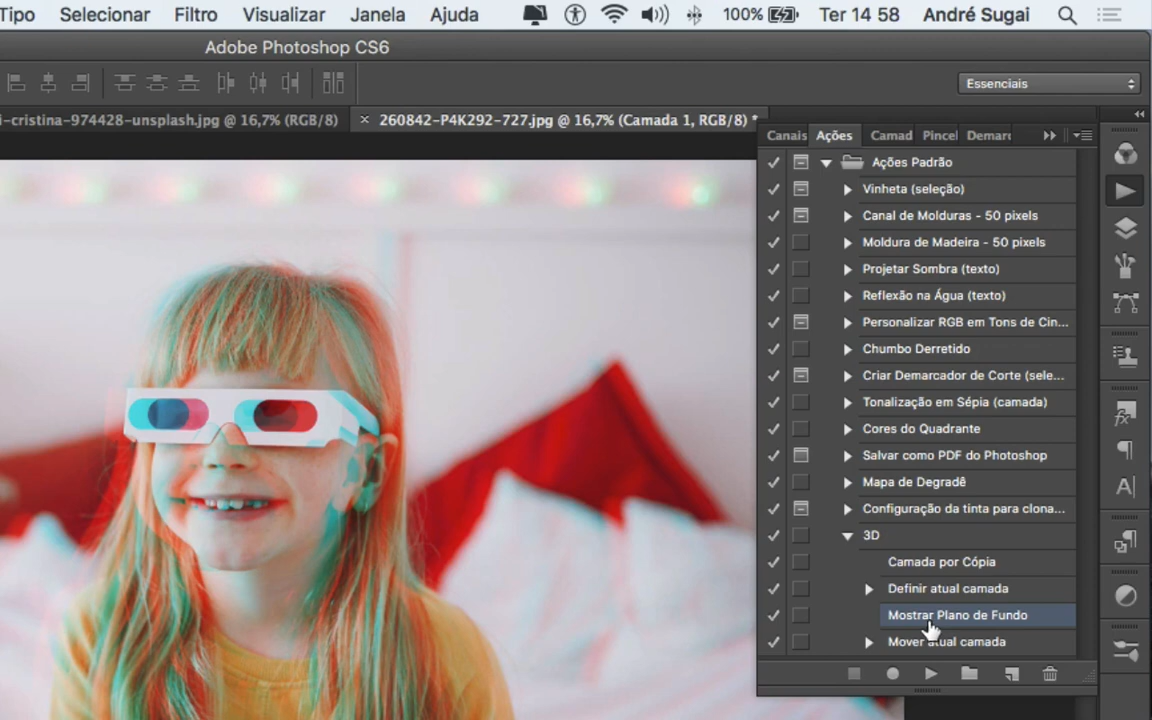 Tipo Selecionar Filtro Visualizar Janela Ajuda 100% Ter 14 58 André Sugai
Adobe Photoshop CS6
Essenciais
i-cristina-974428-unsplash.jpg @ 16,7% (RGB/8)
× 260842-P4K292-727.jpg @ 16,7% (Camada 1, RGB/8) *
Canais Ações Camad Pincel Demarc
Ações Padrão
Vinheta (seleção)
Canal de Molduras - 50 pixels
Moldura de Madeira - 50 pixels
Projetar Sombra (texto)
Reflexão na Água (texto)
Personalizar RGB em Tons de Cin...
Chumbo Derretido
Criar Demarcador de Corte (sele...
Tonalização em Sépia (camada)
Cores do Quadrante
Salvar como PDF do Photoshop
Mapa de Degradê
Configuração da tinta para clona...
3D
Camada por Cópia
Definir atual camada
Mostrar Plano de Fundo
Mover atual camada